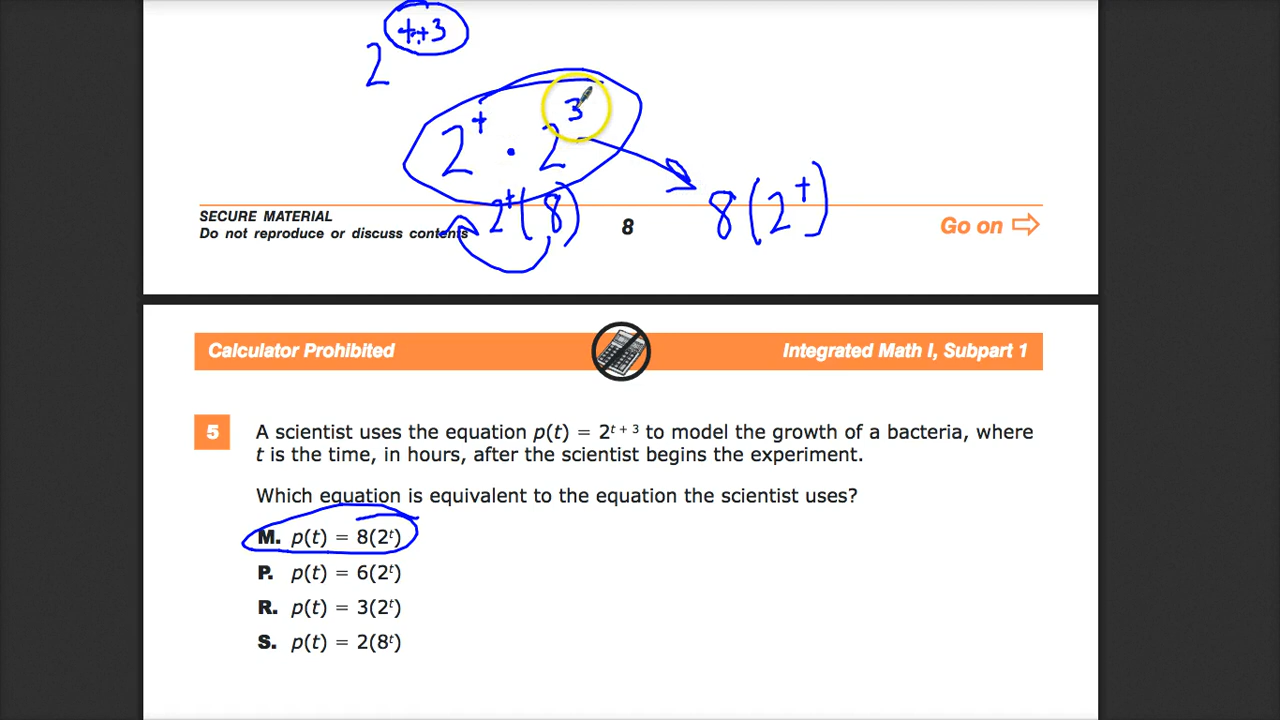 2^{t+3}
2^t · 2^3
2^t(8)
8(2^t)
SECURE MATERIAL
Do not reproduce or discuss contents
8
Go on
Calculator Prohibited
Integrated Math I, Subpart 1
5
A scientist uses the equation p(t) = 2^{t + 3} to model the growth of a bacteria, where
t is the time, in hours, after the scientist begins the experiment.
Which equation is equivalent to the equation the scientist uses?
M. p(t) = 8(2^t)
P. p(t) = 6(2^t)
R. p(t) = 3(2^t)
S. p(t) = 2(8^t)